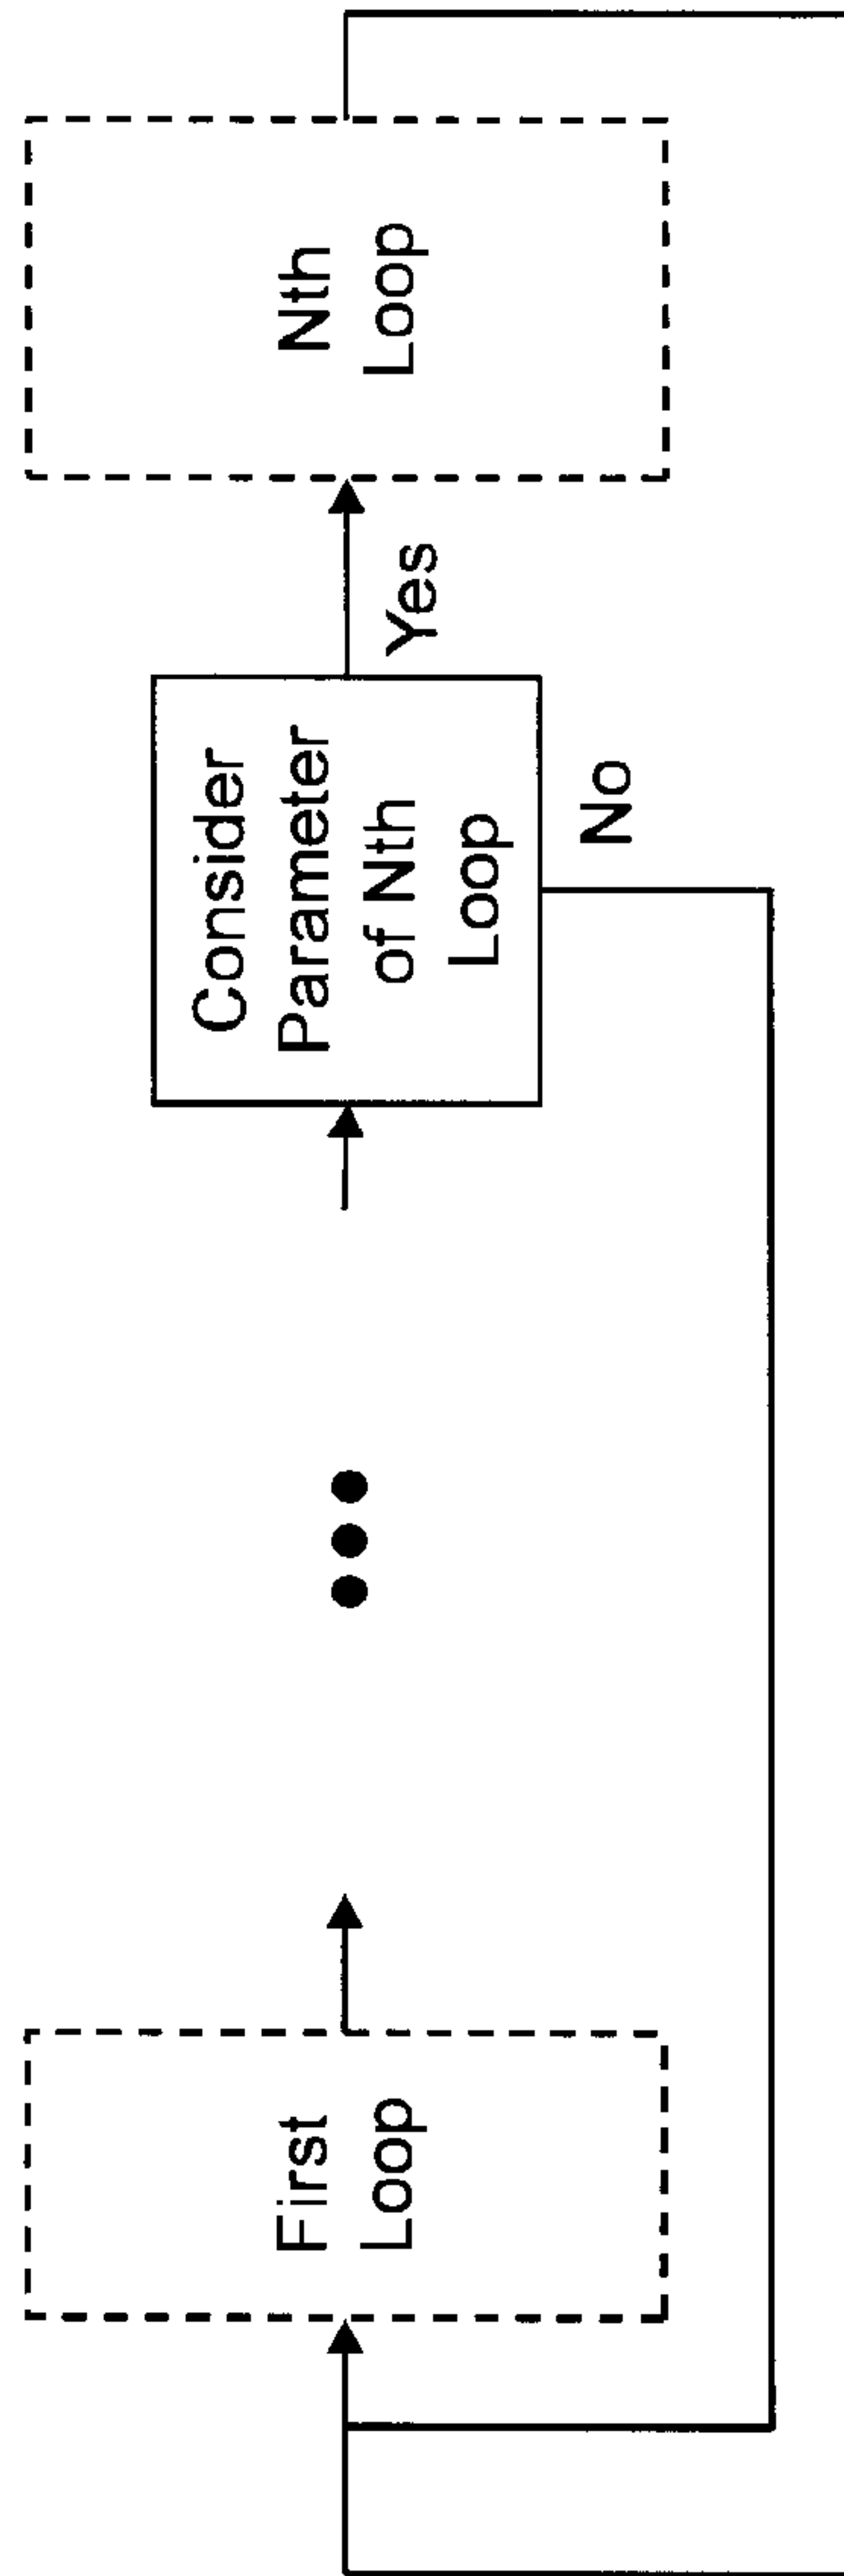 First
Loop
Consider
Parameter
of Nth
Loop
Yes
No
Nth
Loop